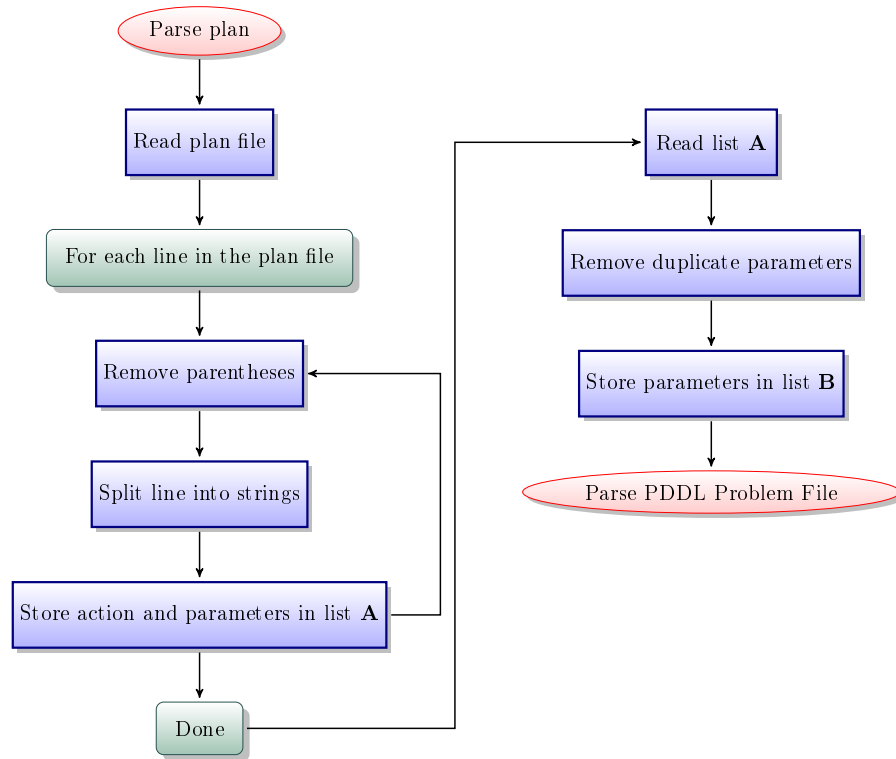 Parse plan
Read plan file
For each line in the plan file
Remove parentheses
Split line into strings
Store action and parameters in list A
Done
Read list A
Remove duplicate parameters
Store parameters in list B
Parse PDDL Problem File